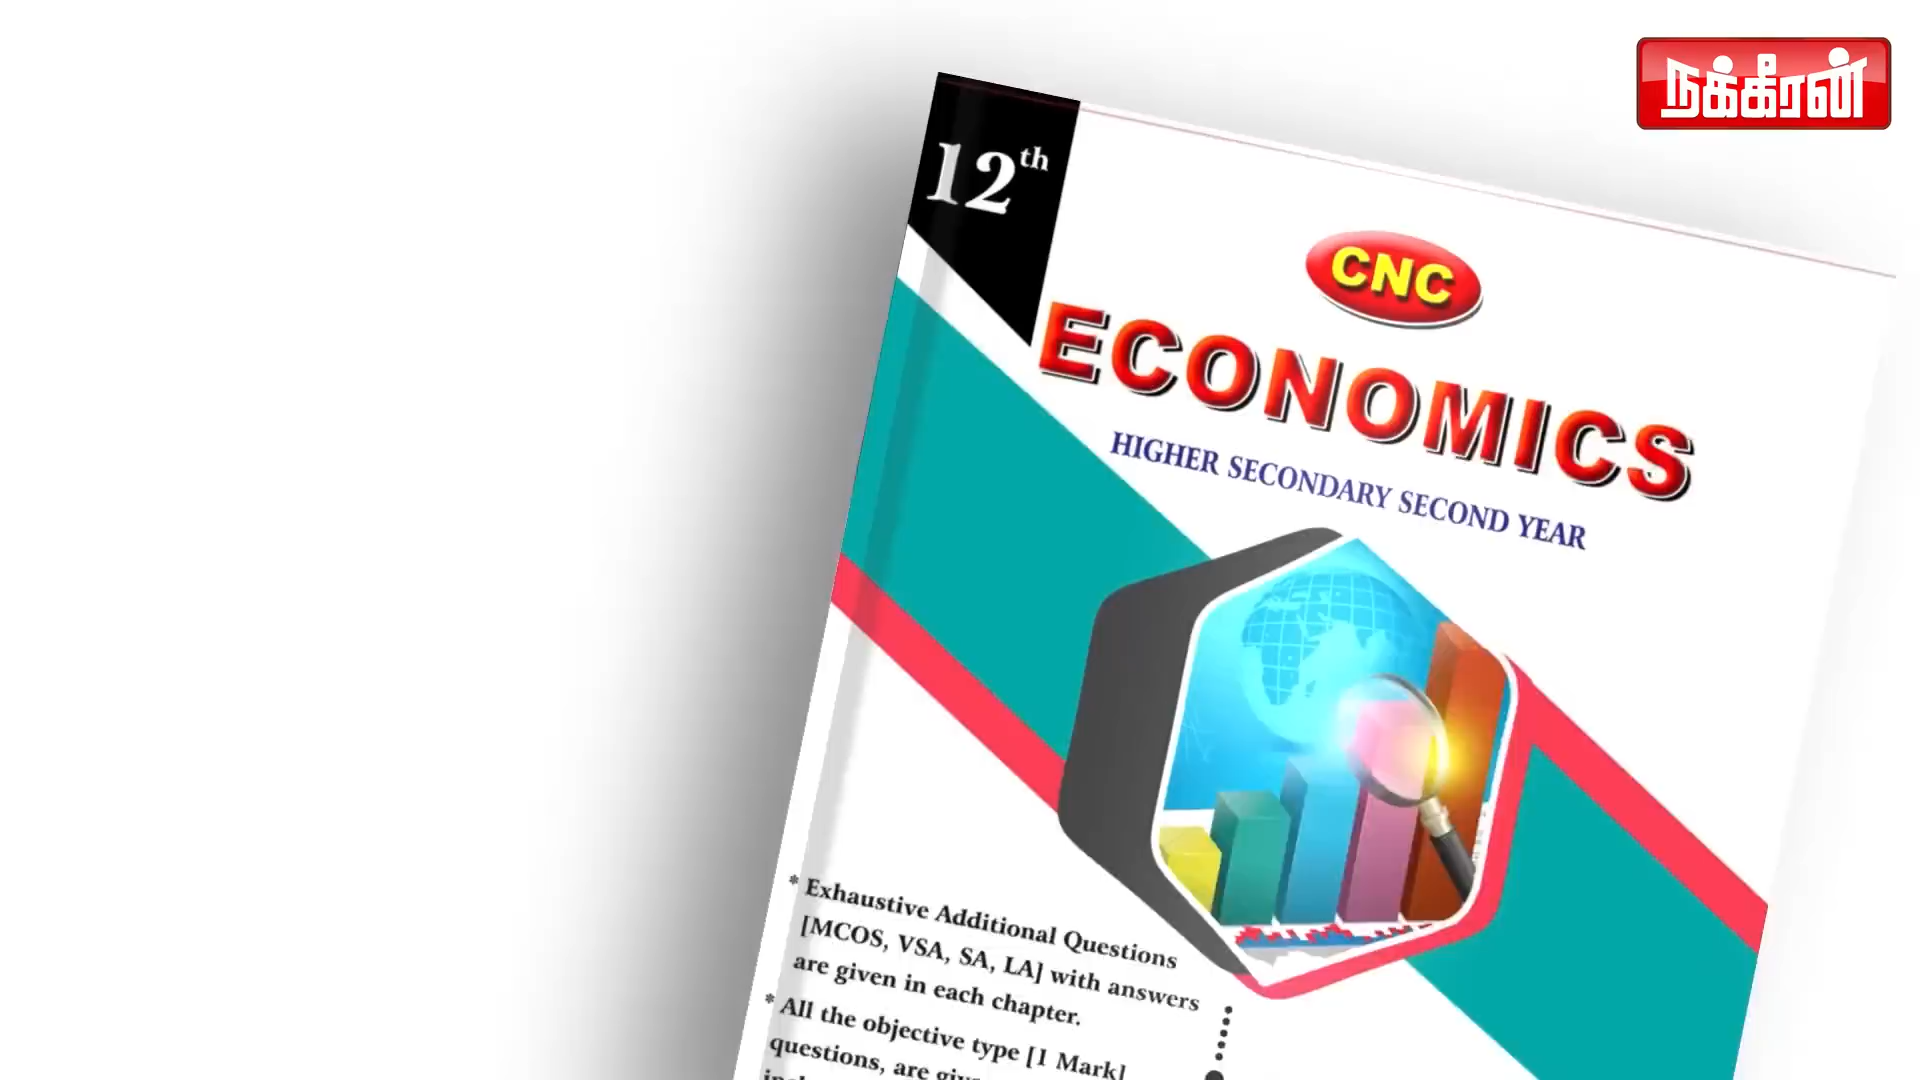 நக்கீரன்
12th
CNC
ECONOMICS
HIGHER SECONDARY SECOND YEAR
* Exhaustive Additional Questions
[MCOS, VSA, SA, LA] with answers
are given in each chapter.
* All the objective type [1 Mark]
questions, are